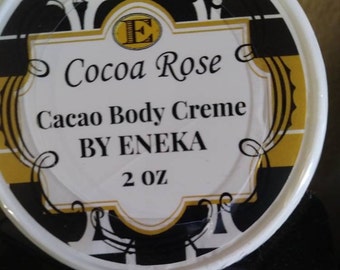 E
Cocoa Rose
Cacao Body Creme
BY ENEKA
2 oz